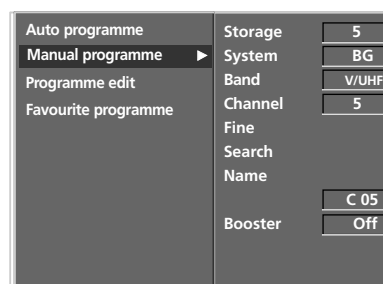 Auto programme
Manual programme ▶
Programme edit
Favourite programme
Storage 5
System BG
Band V/UHF
Channel 5
Fine
Search
Name
C 05
Booster Off